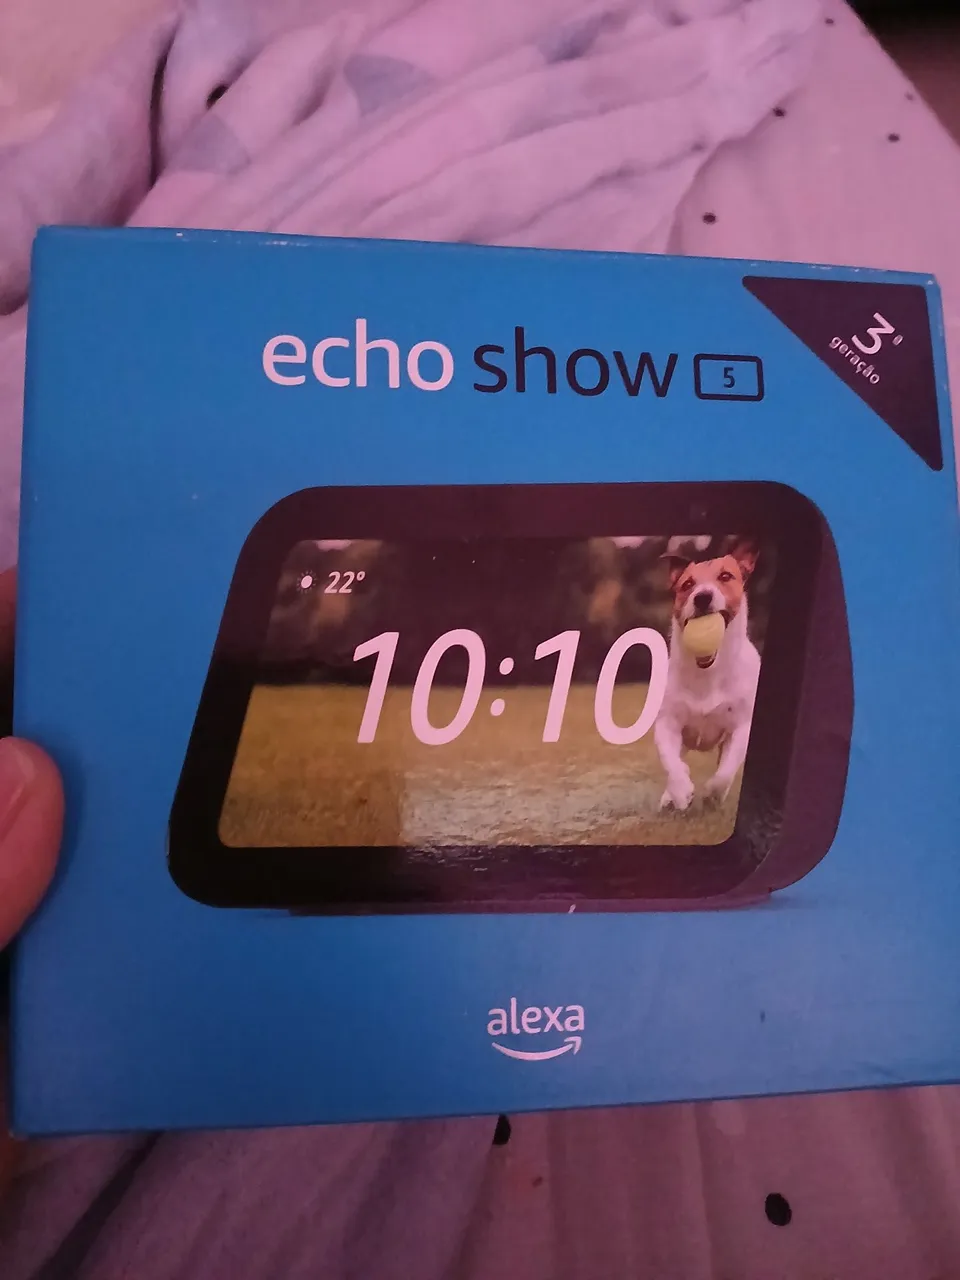 echo show 5
3ª
geração
22°
10:10
alexa